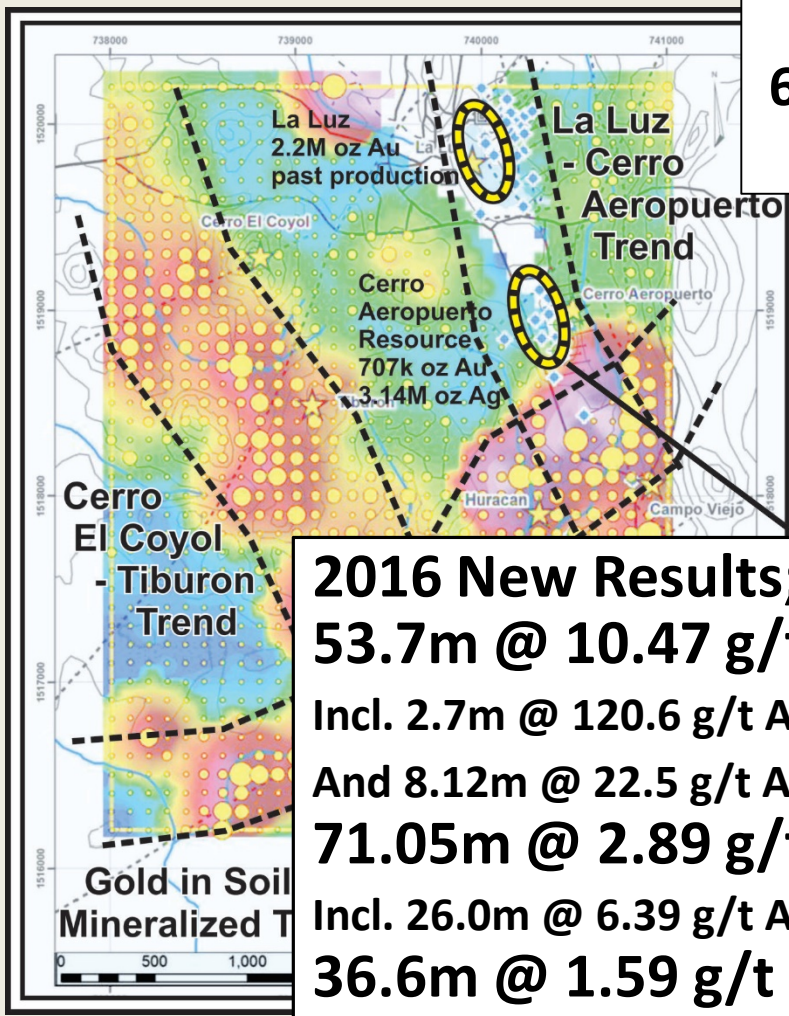 738000 739000 740000 741000
6
1520000
La Luz
2.2M oz Au
past production
La Luz
- Cerro
Aeropuerto
Trend
Cerro El Coyol
Cerro
Aeropuerto
Resource
707k oz Au
3.14M oz Ag
Cerro Aeropuerto
1519000
1519000
1518000
1518000
Huracan
Campo Viejo
Cerro
El Coyol
- Tiburon
Trend
1517000
1516000
2016 New Results;
53.7m @ 10.47 g/t
Incl. 2.7m @ 120.6 g/t A
And 8.12m @ 22.5 g/t A
71.05m @ 2.89 g/t
Incl. 26.0m @ 6.39 g/t A
36.6m @ 1.59 g/t
Gold in Soil
Mineralized T
0 500 1,000